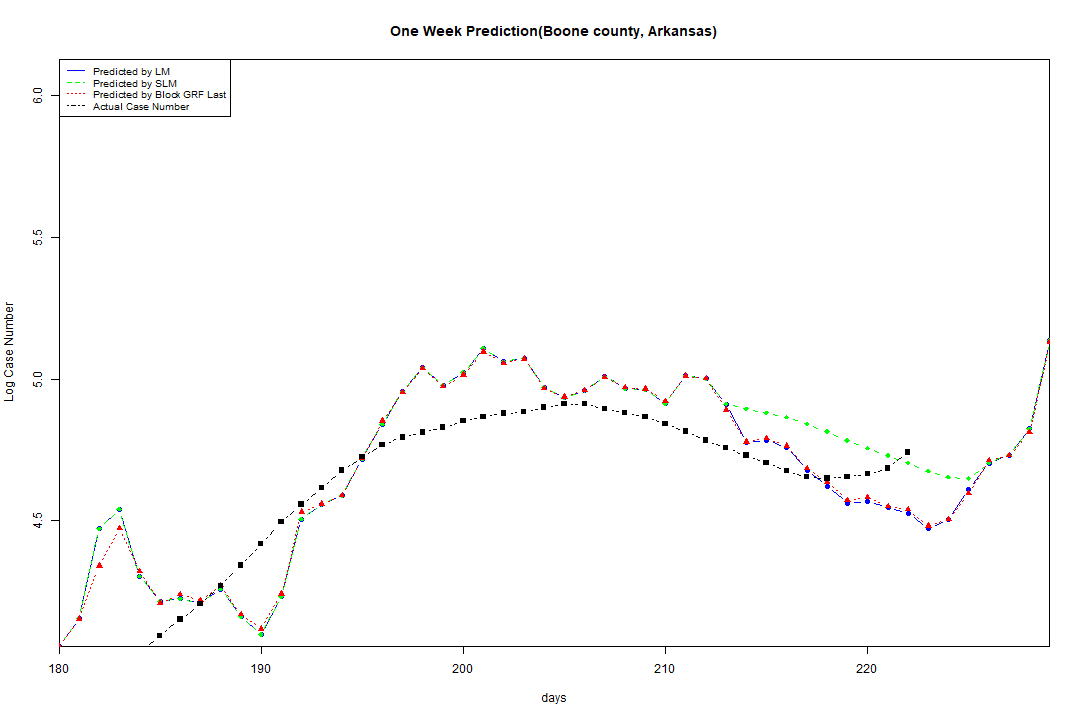 One Week Prediction(Boone county, Arkansas)
Predicted by LM
Predicted by SLM
Predicted by Block GRF Last
Actual Case Number
6.0
5.5
5.0
4.5
Log Case Number
180 190 200 210 220
days